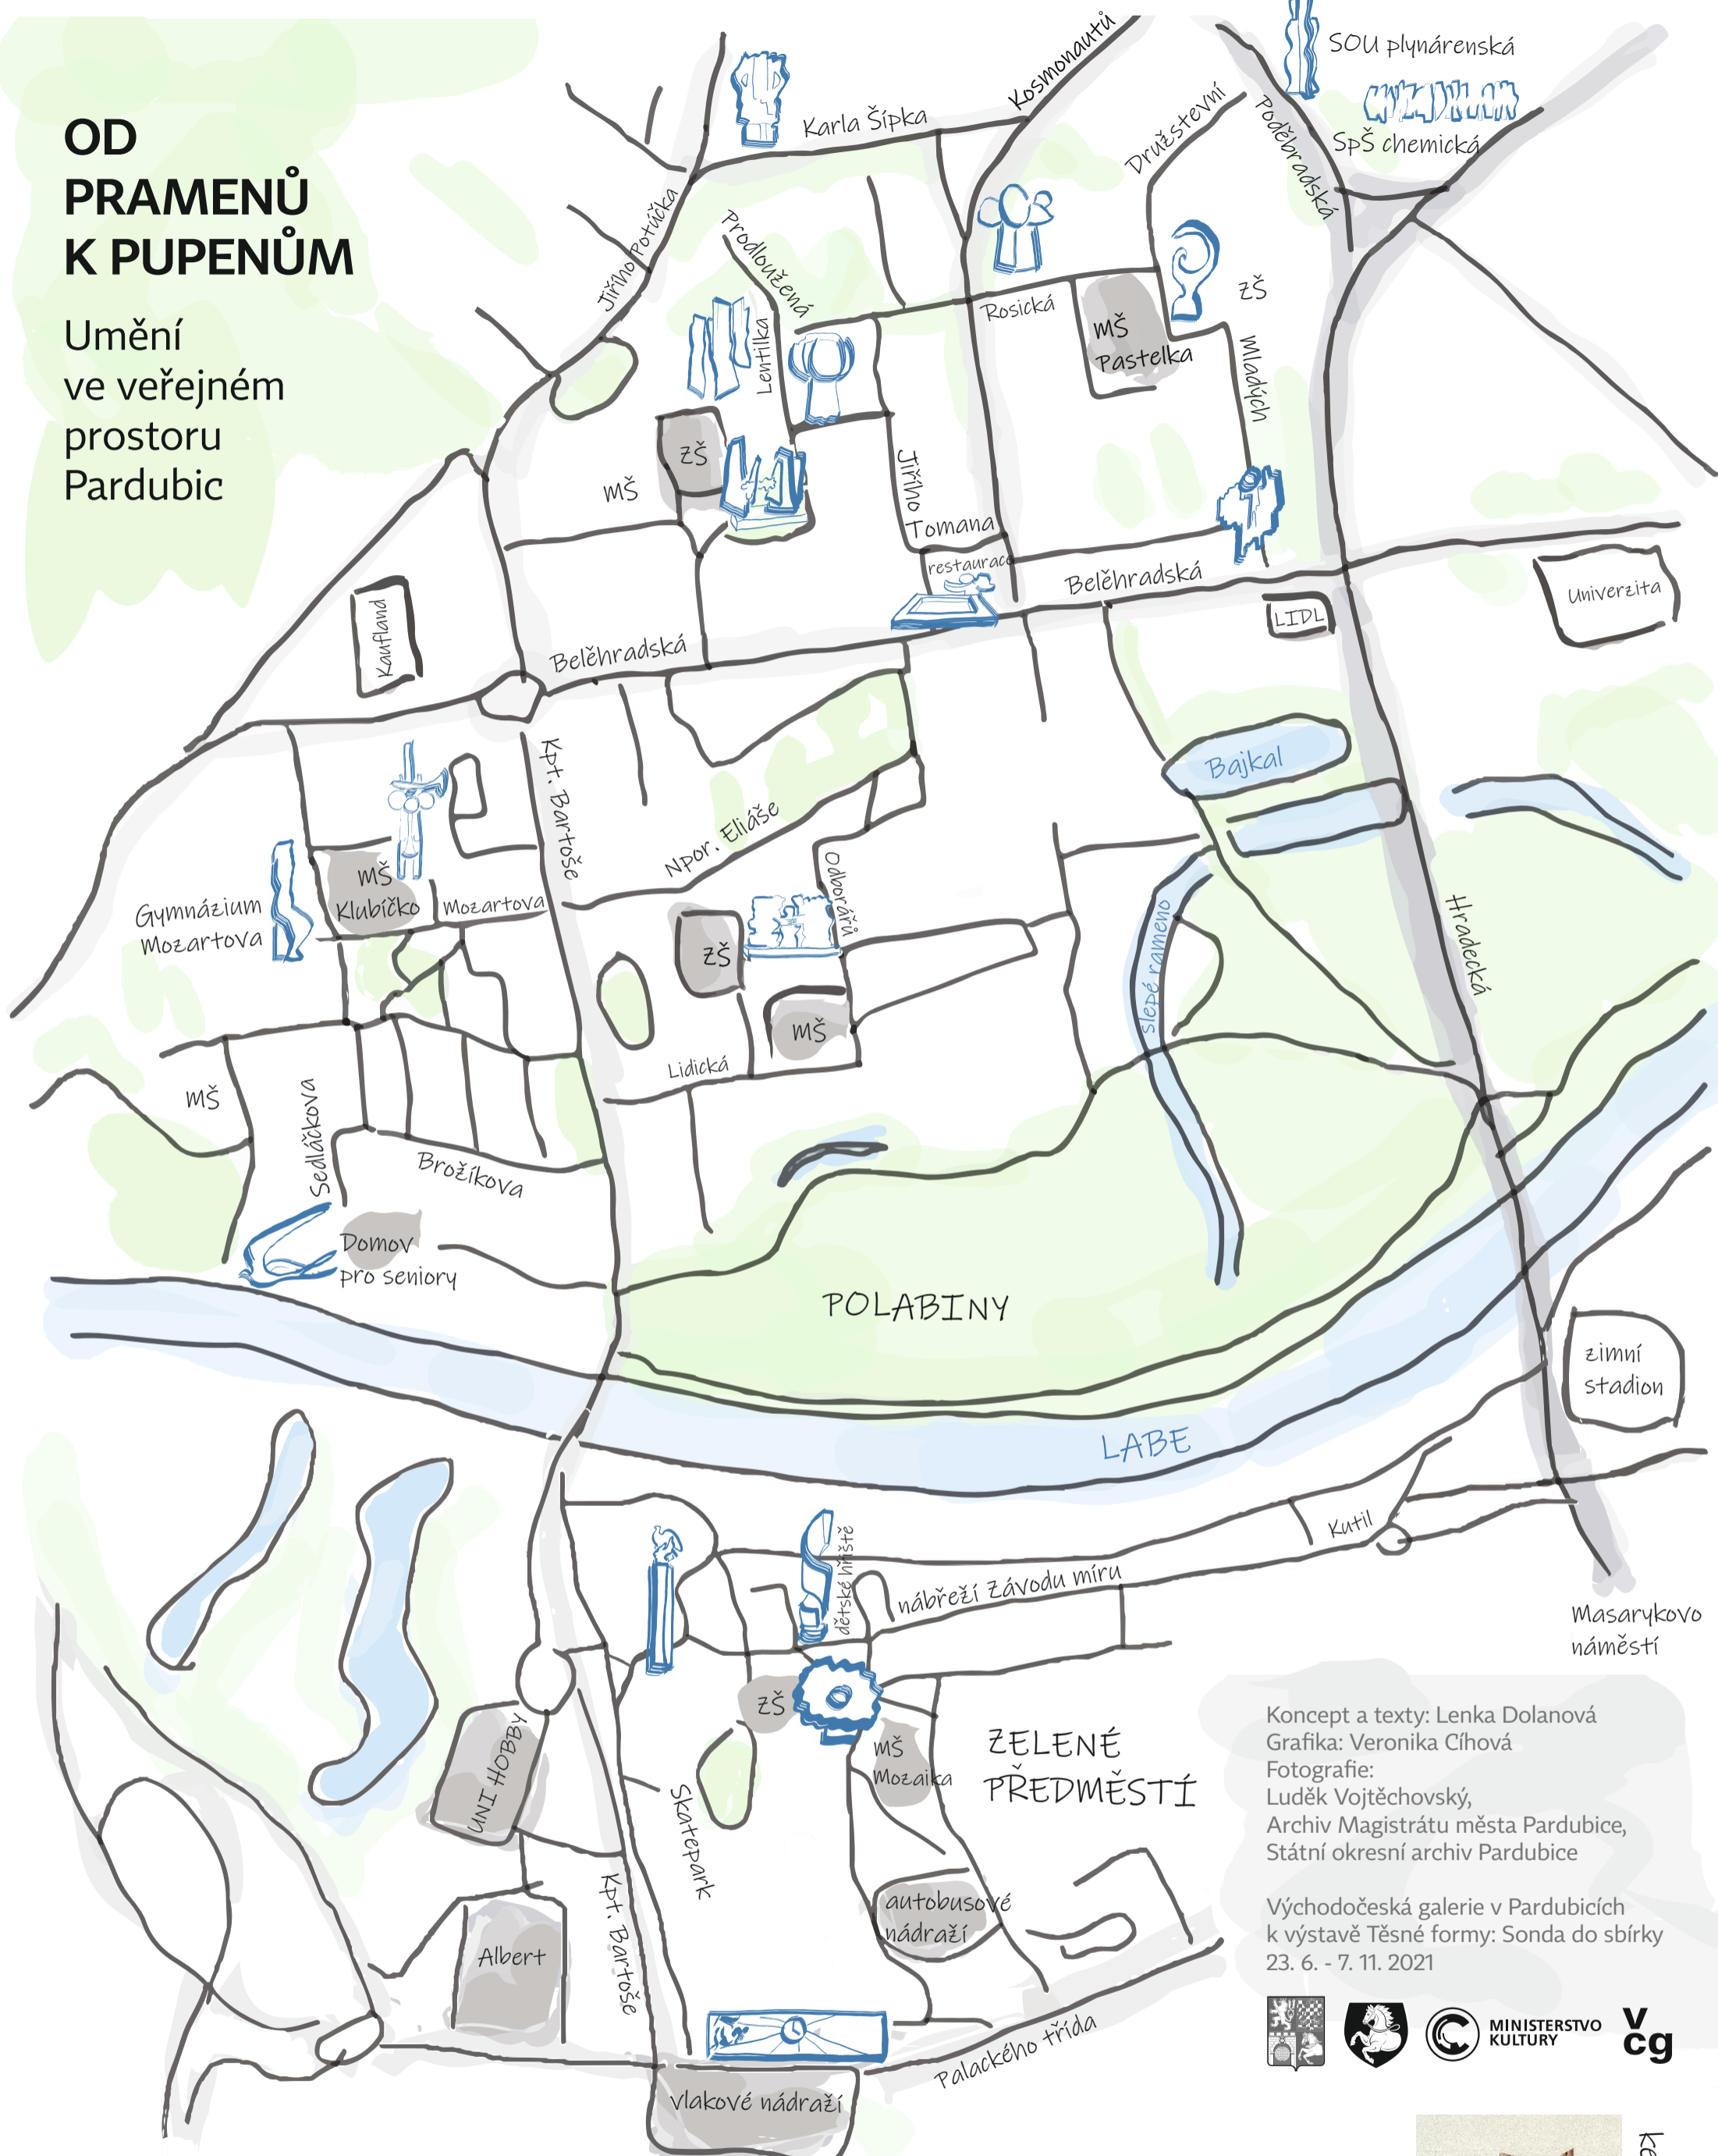 OD
PRAMENŮ
K PUPENŮM
Umění
ve veřejném
prostoru
Pardubic
SOU plynárenská
SpŠ chemická
Kosmonautů
Karla Šípka
Družstevní
Poděbradská
Jiřího Potůčka
Prodloužená
Lentilka
Rosická
ZŠ
MŠ
Pastelka
Mladých
ZŠ
MŠ
Jiřího
Tomana
restaurace
Belěhradská
LIDL
Univerzita
Kaufland
Belěhradská
Bajkal
Kpt. Bartoše
Npor. Eliáše
Odborářů
MŠ
Klubíčko
Mozartova
Gymnázium
Mozartova
ZŠ
MŠ
slepé rameno
Hradecká
Lidická
MŠ
Sedláčkova
Brožíkova
Domov
pro seniory
POLABINY
zimní
stadion
LABE
Kutil
dětské hřiště
nábřeží Závodu míru
Masarykovo
náměstí
ZŠ
MŠ
Mozaika
ZELENÉ
PŘEDMĚSTÍ
UNI HOBBY
Skatepark
Kpt. Bartoše
autobusové
nádraží
Albert
Palackého třída
vlakové nádraží
Koncept a texty: Lenka Dolanová
Grafika: Veronika Cíhová
Fotografie:
Luděk Vojtěchovský,
Archiv Magistrátu města Pardubice,
Státní okresní archiv Pardubice
Východočeská galerie v Pardubicích
k výstavě Těsné formy: Sonda do sbírky
23. 6. - 7. 11. 2021
MINISTERSTVO
KULTURY
v
čg